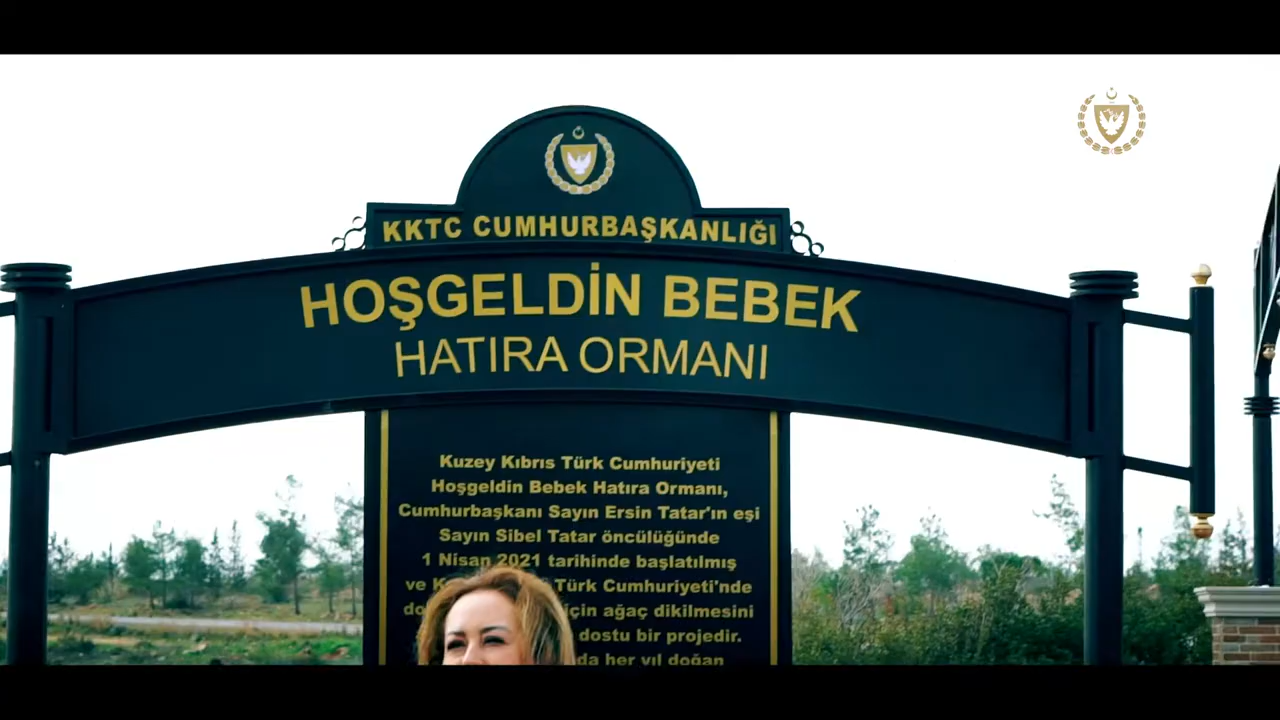 KKTC CUMHURBAŞKANLIĞI
HOŞGELDİN BEBEK
HATIRA ORMANI
Kuzey Kıbrıs Türk Cumhuriyeti
Hoşgeldin Bebek Hatıra Ormanı,
Cumhurbaşkanı Sayın Ersin Tatar'ın eşi
Sayın Sibel Tatar öncülüğünde
1 Nisan 2021 tarihinde başlatılmış
ve Türk Cumhuriyeti'nde
için ağaç dikilmesini
dostu bir projedir.
her yıl doğan